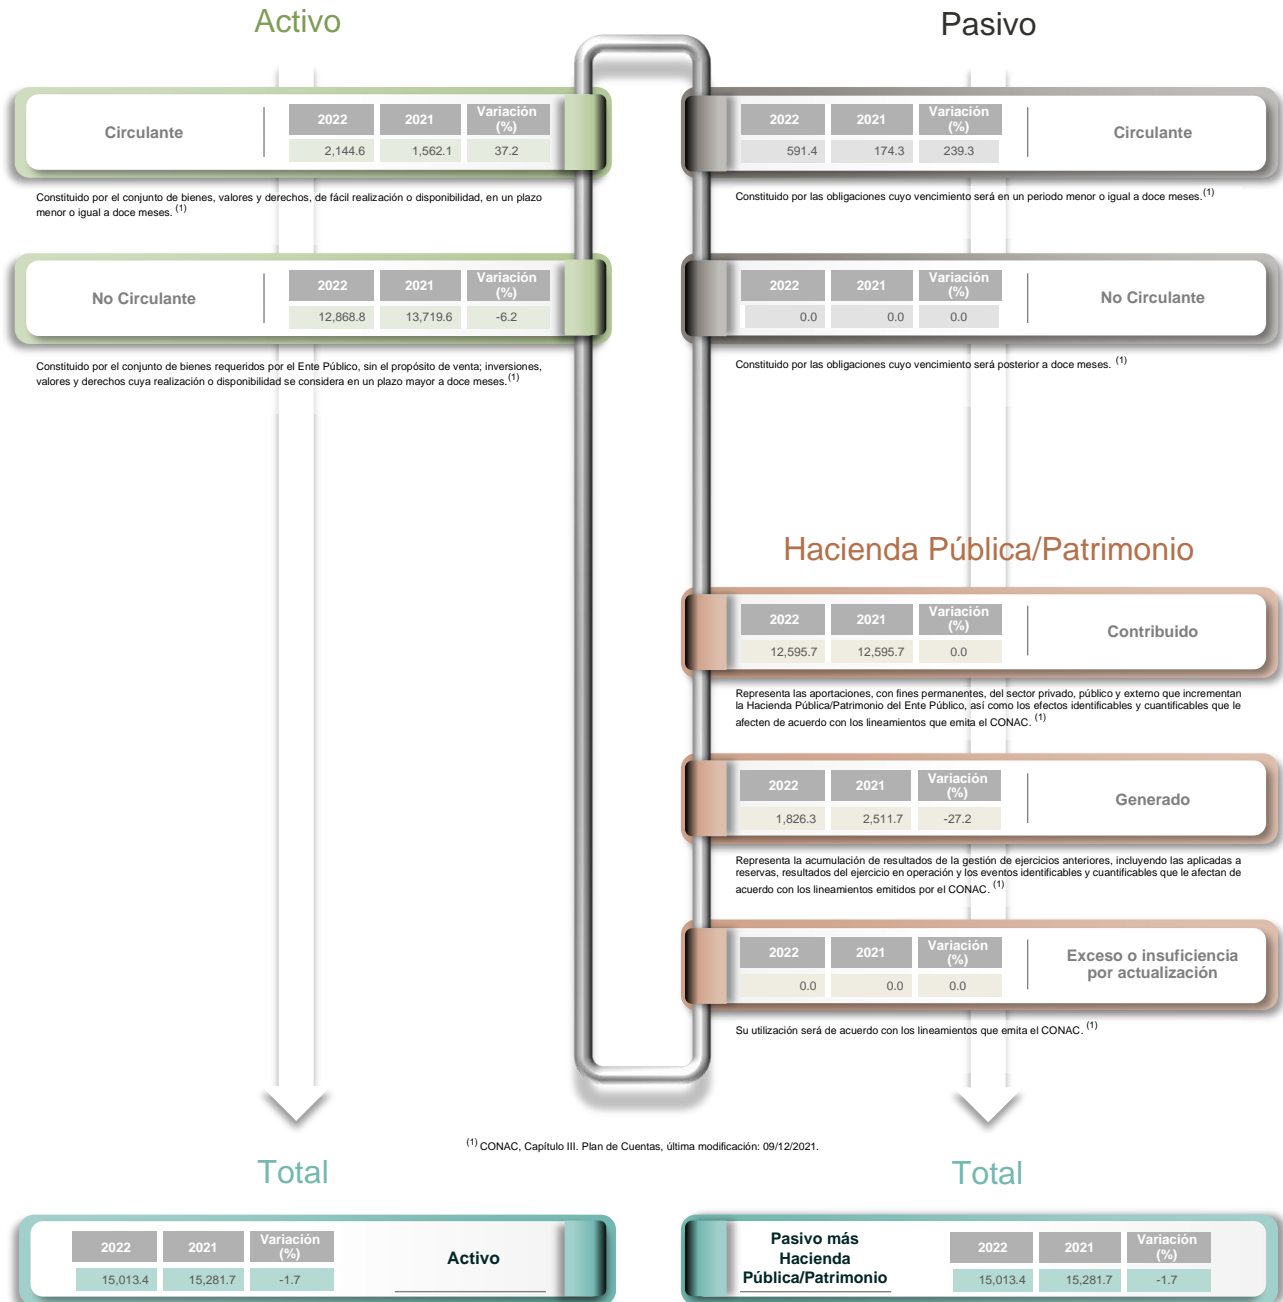 Activo
Circulante
2022 2021 Variación (%)
2,144.6 1,562.1 37.2
Constituido por el conjunto de bienes, valores y derechos, de fácil realización o disponibilidad, en un plazo
menor o igual a doce meses. (1)
No Circulante
2022 2021 Variación (%)
12,868.8 13,719.6 -6.2
Constituido por el conjunto de bienes requeridos por el Ente Público, sin el propósito de venta; inversiones,
valores y derechos cuya realización o disponibilidad se considera en un plazo mayor a doce meses. (1)
Pasivo
2022 2021 Variación (%)
591.4 174.3 239.3
Circulante
Constituido por las obligaciones cuyo vencimiento será en un periodo menor o igual a doce meses. (1)
2022 2021 Variación (%)
0.0 0.0 0.0
No Circulante
Constituido por las obligaciones cuyo vencimiento será posterior a doce meses. (1)
Hacienda Pública/Patrimonio
2022 2021 Variación (%)
12,595.7 12,595.7 0.0
Contribuido
Representa las aportaciones, con fines permanentes, del sector privado, público y externo que incrementan
la Hacienda Pública/Patrimonio del Ente Público, así como los efectos identificables y cuantificables que le
afecten de acuerdo con los lineamientos que emita el CONAC. (1)
2022 2021 Variación (%)
1,826.3 2,511.7 -27.2
Generado
Representa la acumulación de resultados de la gestión de ejercicios anteriores, incluyendo las aplicadas a
reservas, resultados del ejercicio en operación y los eventos identificables y cuantificables que le afectan de
acuerdo con los lineamientos emitidos por el CONAC. (1)
2022 2021 Variación (%)
0.0 0.0 0.0
Exceso o insuficiencia
por actualización
Su utilización será de acuerdo con los lineamientos que emita el CONAC. (1)
(1) CONAC, Capítulo III. Plan de Cuentas, última modificación: 09/12/2021.
Total
2022 2021 Variación (%)
15,013.4 15,281.7 -1.7
Activo
Total
Pasivo más
Hacienda
Pública/Patrimonio
2022 2021 Variación (%)
15,013.4 15,281.7 -1.7